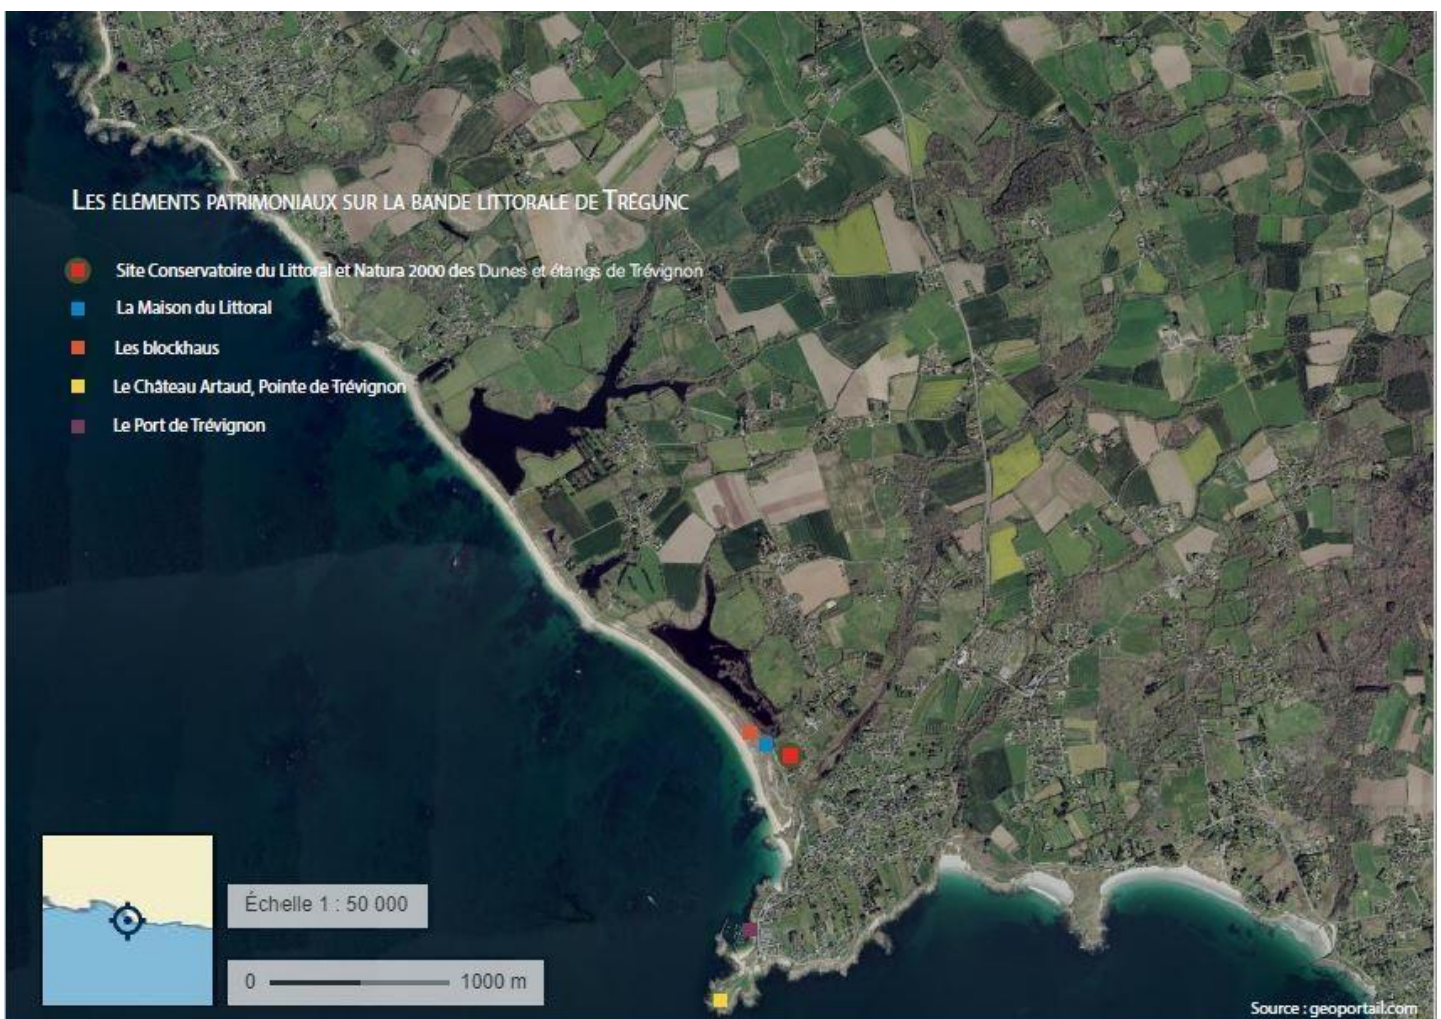 LES ÉLÉMENTS PATRIMONIAUX SUR LA BANDE LITTORALE DE TRÉGUNC
Site Conservatoire du Littoral et Natura 2000 des Dunes et étangs de Trévignon
La Maison du Littoral
Les blockhaus
Le Château Artaud, Pointe de Trévignon
Le Port de Trévignon
Échelle 1 : 50 000
0 1000 m
Source : geoportail.com